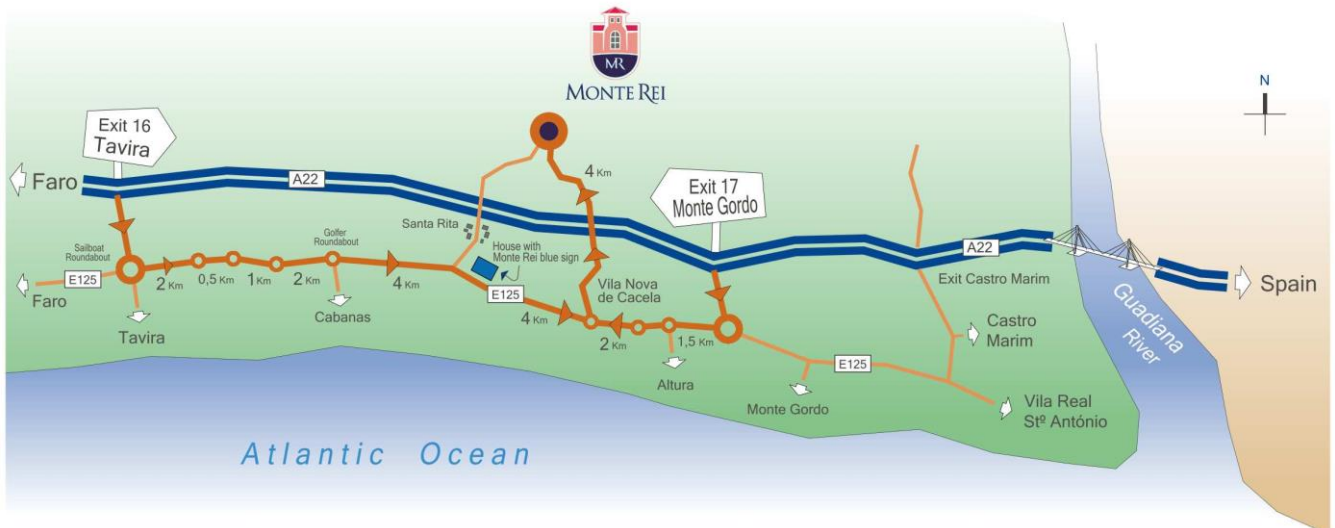 MR
MONTE REI
N
Exit 16
Tavira
Faro
A22
4 Km
Exit 17
Monte Gordo
Santa Rita
House with
Monte Rei blue sign
Sailboat
Roundabout
Golfer
Roundabout
E125
Faro
2 Km
0,5 Km
1 Km
2 Km
4 Km
E125
4 Km
Vila Nova
de Cacela
2 Km
1,5 Km
A22
Exit Castro Marim
Spain
Guadiana
River
Tavira
Cabanas
Altura
Monte Gordo
E125
Castro
Marim
Vila Real
Stº António
Atlantic Ocean